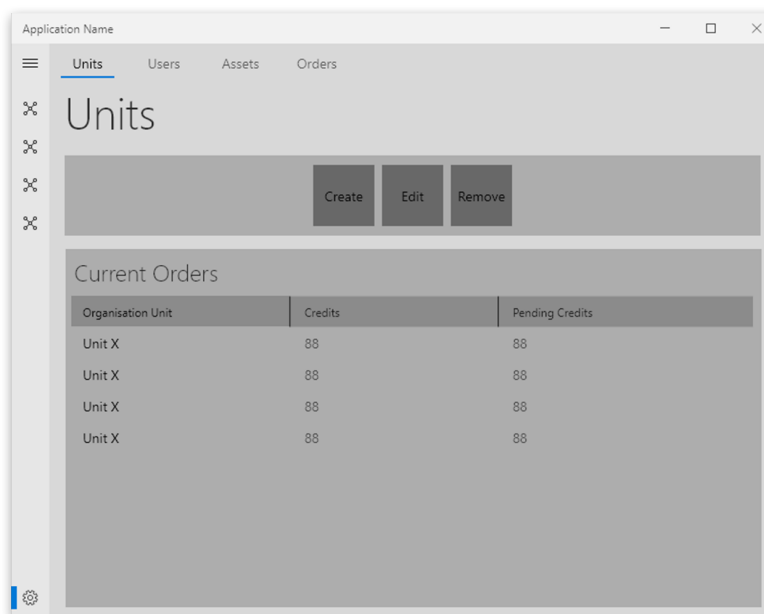 Application Name
Units Users Assets Orders
Units
Create Edit Remove
Current Orders
Organisation Unit Credits Pending Credits
Unit X 88 88
Unit X 88 88
Unit X 88 88
Unit X 88 88